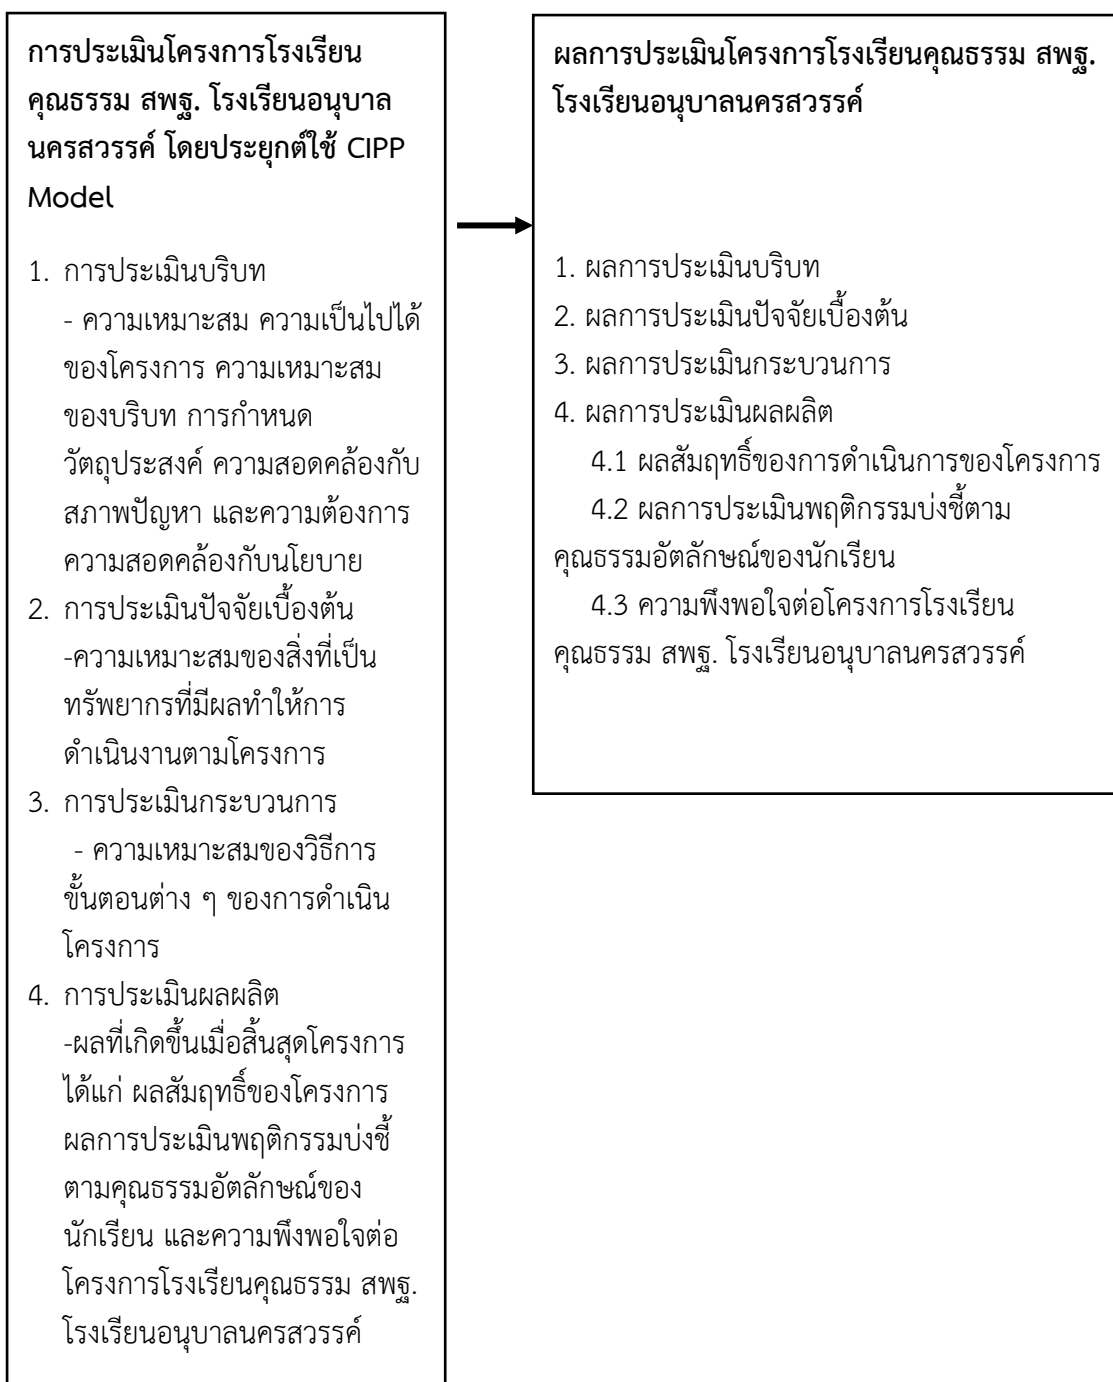 การประเมินโครงการโรงเรียน
คุณธรรม สพฐ. โรงเรียนอนุบาล
นครสวรรค์ โดยประยุกต์ใช้ CIPP
Model
1. การประเมินบริบท
- ความเหมาะสม ความเป็นไปได้
ของโครงการ ความเหมาะสม
ของบริบท การกำหนด
วัตถุประสงค์ ความสอดคล้องกับ
สภาพปัญหา และความต้องการ
ความสอดคล้องกับนโยบาย
2. การประเมินปัจจัยเบื้องต้น
-ความเหมาะสมของสิ่งที่เป็น
ทรัพยากรที่มีผลทำให้การ
ดำเนินงานตามโครงการ
3. การประเมินกระบวนการ
- ความเหมาะสมของวิธีการ
ขั้นตอนต่าง ๆ ของการดำเนิน
โครงการ
4. การประเมินผลผลิต
-ผลที่เกิดขึ้นเมื่อสิ้นสุดโครงการ
ได้แก่ ผลสัมฤทธิ์ของโครงการ
ผลการประเมินพฤติกรรมบ่งชี้
ตามคุณธรรมอัตลักษณ์ของ
นักเรียน และความพึงพอใจต่อ
โครงการโรงเรียนคุณธรรม สพฐ.
โรงเรียนอนุบาลนครสวรรค์
ผลการประเมินโครงการโรงเรียนคุณธรรม สพฐ.
โรงเรียนอนุบาลนครสวรรค์
1. ผลการประเมินบริบท
2. ผลการประเมินปัจจัยเบื้องต้น
3. ผลการประเมินกระบวนการ
4. ผลการประเมินผลผลิต
4.1 ผลสัมฤทธิ์ของการดำเนินการของโครงการ
4.2 ผลการประเมินพฤติกรรมบ่งชี้ตาม
คุณธรรมอัตลักษณ์ของนักเรียน
4.3 ความพึงพอใจต่อโครงการโรงเรียน
คุณธรรม สพฐ. โรงเรียนอนุบาลนครสวรรค์